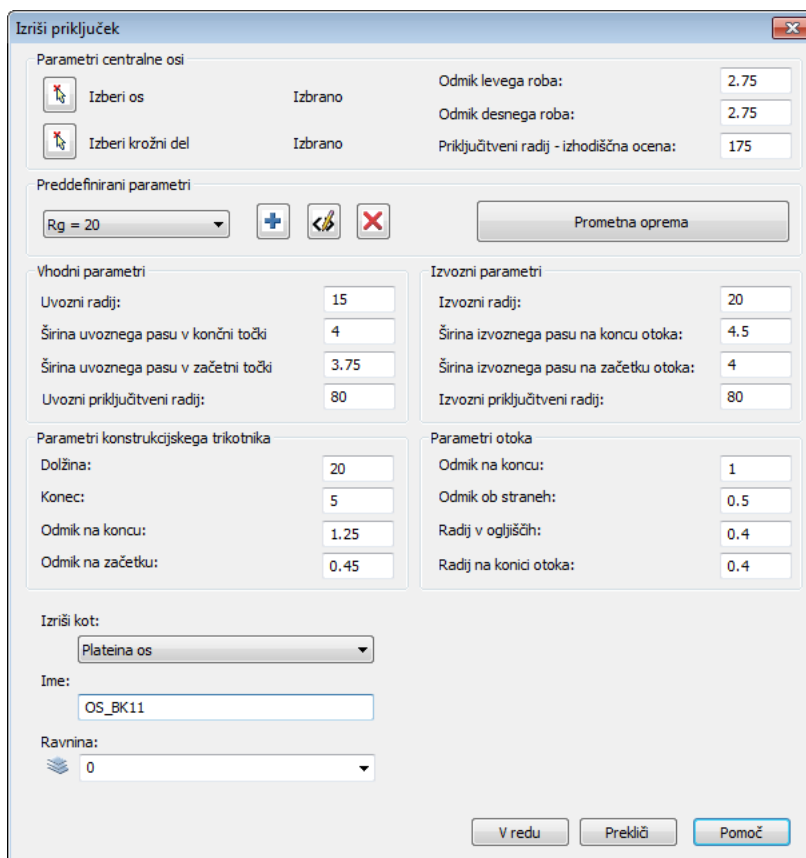 Izriši priključek
Parametri centralne osi
Izberi os Izbrano
Izberi krožni del Izbrano
Odmik levega roba: 2.75
Odmik desnega roba: 2.75
Priključitveni radij - izhodiščna ocena: 175
Preddefinirani parametri
Rg = 20
Prometna oprema
Vhodni parametri
Uvozni radij: 15
Širina uvoznega pasu v končni točki 4
Širina uvoznega pasu v začetni točki 3.75
Uvozni priključitveni radij: 80
Izvozni parametri
Izvozni radij: 20
Širina izvoznega pasu na koncu otoka: 4.5
Širina izvoznega pasu na začetku otoka: 4
Izvozni priključitveni radij: 80
Parametri konstrukcijskega trikotnika
Dolžina: 20
Konec: 5
Odmik na koncu: 1.25
Odmik na začetku: 0.45
Parametri otoka
Odmik na koncu: 1
Odmik ob straneh: 0.5
Radij v ogljiščih: 0.4
Radij na konici otoka: 0.4
Izriši kot:
Plateina os
Ime:
OS_BK11
Ravnina:
0
V redu Prekliči Pomoč